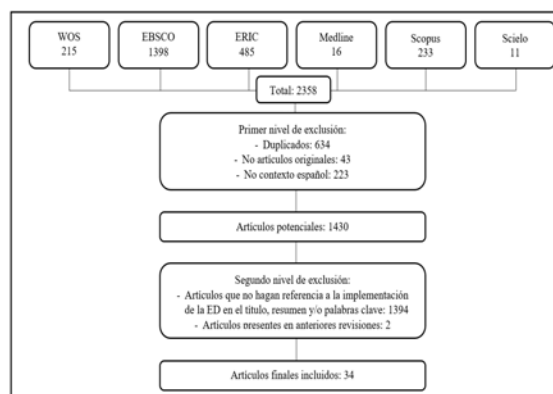 WOS
215
EBSCO
1398
ERIC
485
Medline
16
Scopus
233
Scielo
11
Total: 2358
Primer nivel de exclusión:
- Duplicados: 634
- No artículos originales: 43
- No contexto español: 223
Artículos potenciales: 1430
Segundo nivel de exclusión:
- Artículos que no hagan referencia a la implementación
de la ED en el título, resumen y/o palabras clave: 1394
- Artículos presentes en anteriores revisiones: 2
Artículos finales incluidos: 34